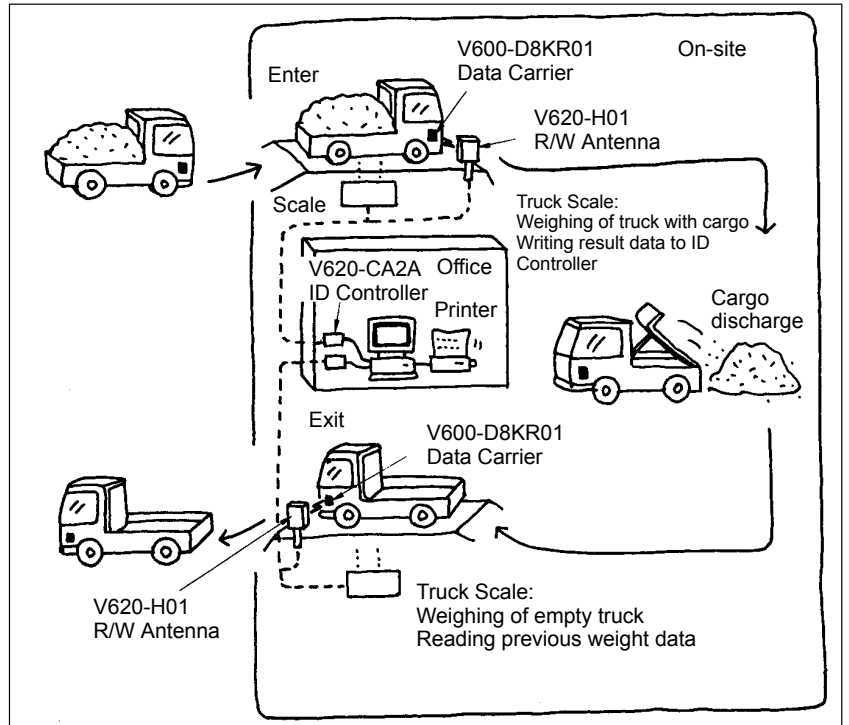 On-site
Enter
V600-D8KR01
Data Carrier
V620-H01
R/W Antenna
Scale
Truck Scale:
Weighing of truck with cargo
Writing result data to ID
Controller
V620-CA2A
ID Controller
Office
Printer
Cargo
discharge
Exit
V600-D8KR01
Data Carrier
V620-H01
R/W Antenna
Truck Scale:
Weighing of empty truck
Reading previous weight data